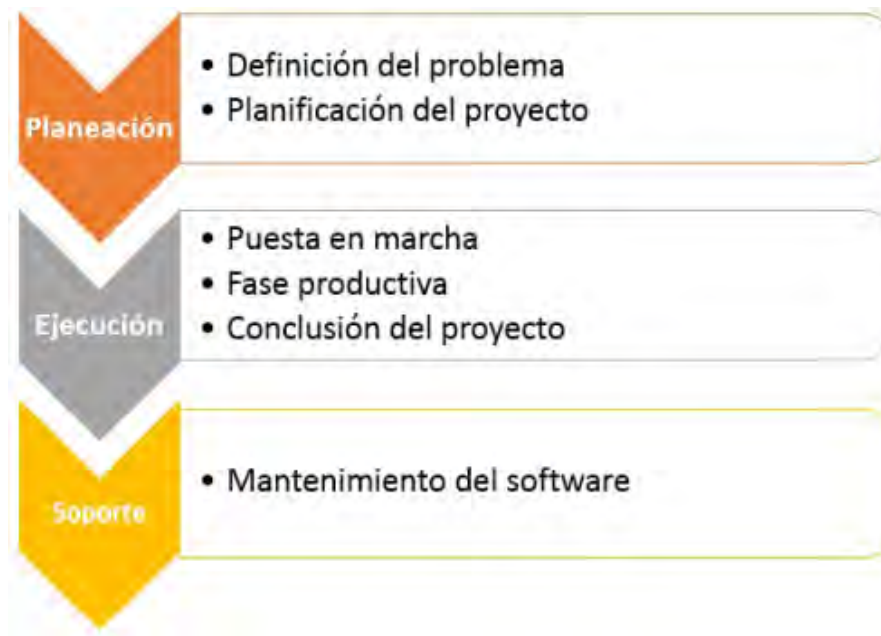 Planeación
• Definición del problema
• Planificación del proyecto
Ejecución
• Puesta en marcha
• Fase productiva
• Conclusión del proyecto
Soporte
• Mantenimiento del software